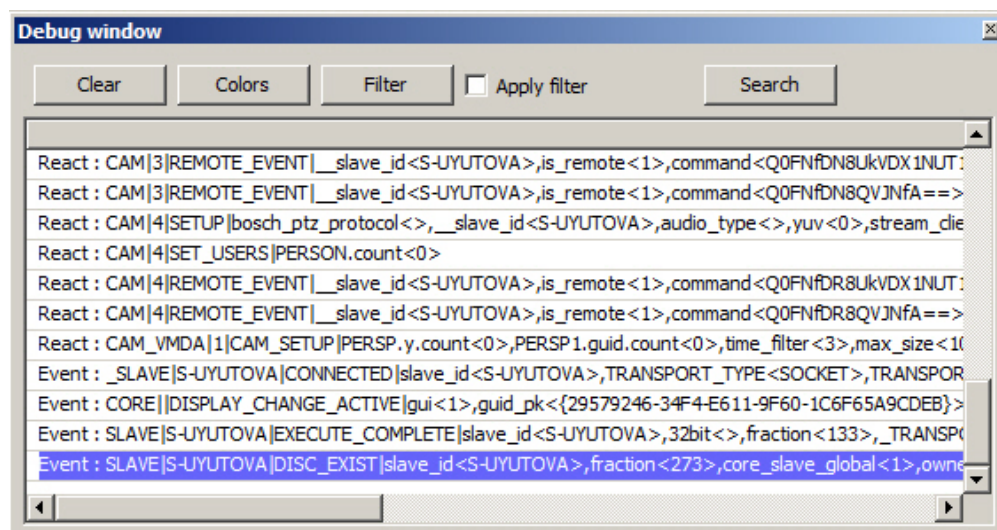 Debug window
Clear Colors Filter Apply filter Search
React : CAM|3|REMOTE_EVENT|__slave_id<S-UYUTOVA>,is_remote<1>,command<Q0FNfDN8UkVDX1NUT1
React : CAM|3|REMOTE_EVENT|__slave_id<S-UYUTOVA>,is_remote<1>,command<Q0FNfDN8QVJNfA==>
React : CAM|4|SETUP|bosch_ptz_protocol<>,__slave_id<S-UYUTOVA>,audio_type<>,yuv<0>,stream_clie
React : CAM|4|SET_USERS|PERSON.count<0>
React : CAM|4|REMOTE_EVENT|__slave_id<S-UYUTOVA>,is_remote<1>,command<Q0FNfDR8UkVDX1NUT1
React : CAM|4|REMOTE_EVENT|__slave_id<S-UYUTOVA>,is_remote<1>,command<Q0FNfDR8QVJNfA==>
React : CAM_VMDA|1|CAM_SETUP|PERSP.y.count<0>,PERSP1.guid.count<0>,time_filter<3>,max_size<10
Event : _SLAVE|S-UYUTOVA|CONNECTED|slave_id<S-UYUTOVA>,TRANSPORT_TYPE<SOCKET>,TRANSPOR
Event : CORE||DISPLAY_CHANGE_ACTIVE|gui<1>,guid_pk<{29579246-34F4-E611-9F60-1C6F65A9CDEB}>
Event : SLAVE|S-UYUTOVA|EXECUTE_COMPLETE|slave_id<S-UYUTOVA>,32bit<>,fraction<133>,_TRANSP
Event : SLAVE|S-UYUTOVA|DISC_EXIST|slave_id<S-UYUTOVA>,fraction<273>,core_slave_global<1>,owne